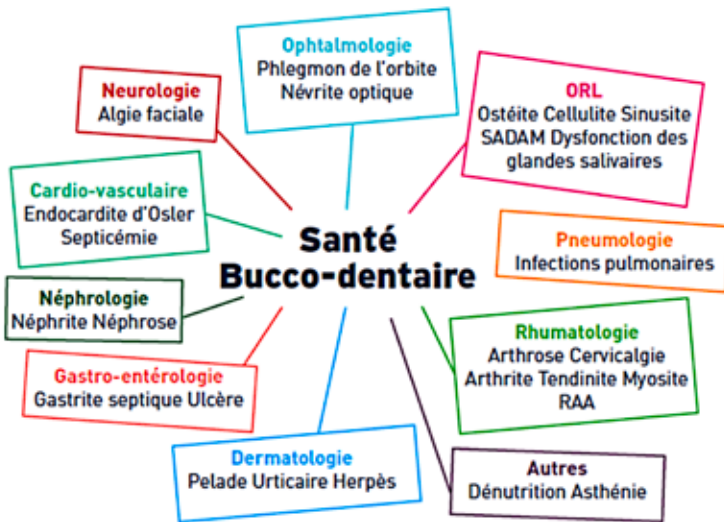 Ophtalmologie
Phlegmon de l'orbite
Névrite optique
Neurologie
Algie faciale
ORL
Ostéite Cellulite Sinusite
SADAM Dysfonction des
glandes salivaires
Cardio-vasculaire
Endocardite d'Osler
Septicémie
Santé
Bucco-dentaire
Pneumologie
Infections pulmonaires
Néphrologie
Néphrite Néphrose
Rhumatologie
Arthrose Cervicalgie
Arthrite Tendinite Myosite
RAA
Gastro-entérologie
Gastrite septique Ulcère
Dermatologie
Pelade Urticaire Herpès
Autres
Dénutrition Asthénie